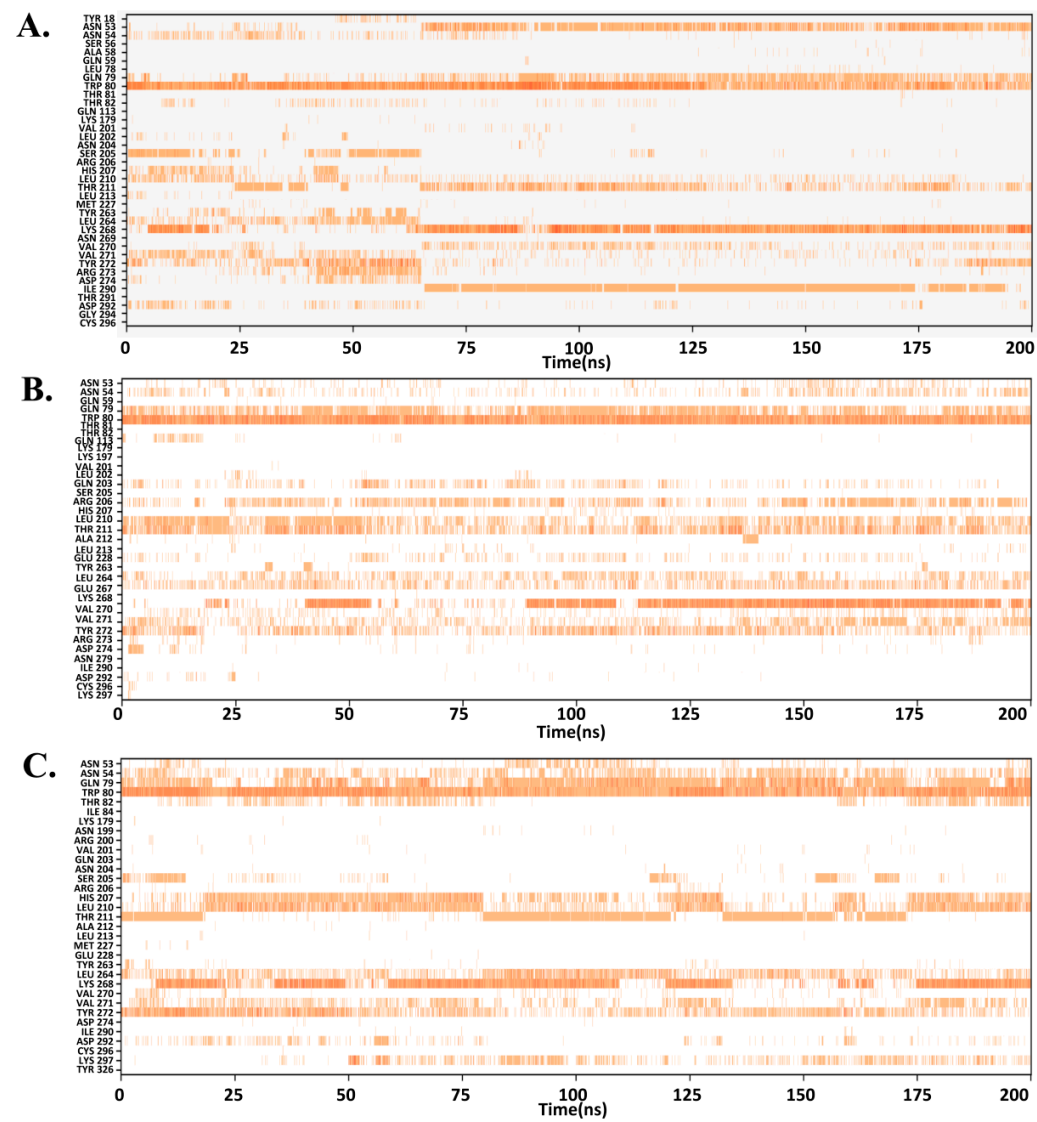 A.
TYR 18
ASN 53
ASN 54
SER 56
ALA 58
GLN 59
LEU 78
GLN 79
TRP 80
THR 81
THR 82
GLN 113
LYS 179
VAL 201
LEU 202
ASN 204
SER 205
ARG 206
HIS 207
LEU 210
THR 211
LEU 213
MET 227
TYR 263
LEU 264
LYS 268
ASN 269
VAL 270
VAL 271
TYR 272
ARG 273
ASP 274
ILE 290
THR 291
ASP 292
GLY 294
CYS 296
0 25 50 75 100 125 150 175 200
Time(ns)
B.
ASN 53
ASN 54
GLN 59
GLN 79
TRP 80
THR 81
THR 82
GLN 113
LYS 179
LYS 197
VAL 201
LEU 202
GLN 203
SER 205
ARG 206
HIS 207
LEU 210
THR 211
ALA 212
LEU 213
GLU 228
TYR 263
LEU 264
GLU 267
LYS 268
VAL 270
VAL 271
TYR 272
ARG 273
ASP 274
ASN 279
ILE 290
ASP 292
CYS 296
LYS 297
0 25 50 75 100 125 150 175 200
Time(ns)
C.
ASN 53
ASN 54
GLN 79
TRP 80
THR 82
ILE 84
LYS 179
ASN 199
ARG 200
VAL 201
GLN 203
ASN 204
SER 205
ARG 206
HIS 207
LEU 210
THR 211
ALA 212
LEU 213
MET 227
GLU 228
TYR 263
LEU 264
LYS 268
VAL 270
VAL 271
TYR 272
ASP 274
ILE 290
ASP 292
CYS 296
LYS 297
TYR 326
0 25 50 75 100 125 150 175 200
Time(ns)